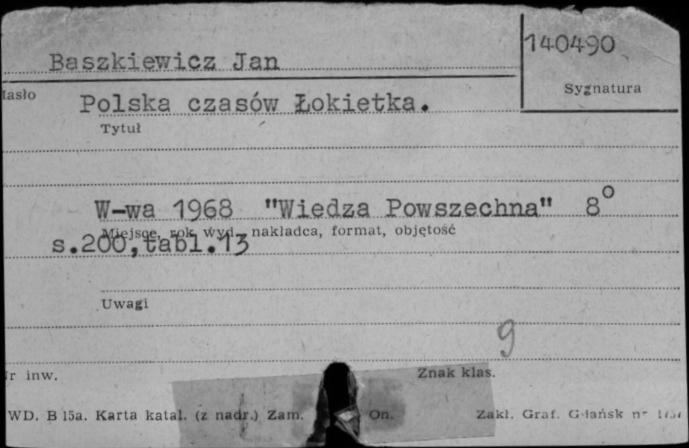 140490
Baszkiewicz Jan
Sygnatura
Hasło
Polska czasów Łokietka.
Tytuł
W-wa 1968 "Wiedza Powszechna" 8°
Miejsce, rok wyd., nakładca, format, objętość
s.200,tabl.13
Uwagi
9
Nr inw.
Znak klas.
WD. B 15a. Karta katal. (z nadr.) Zam. On. Zakł. Graf. Gdańsk